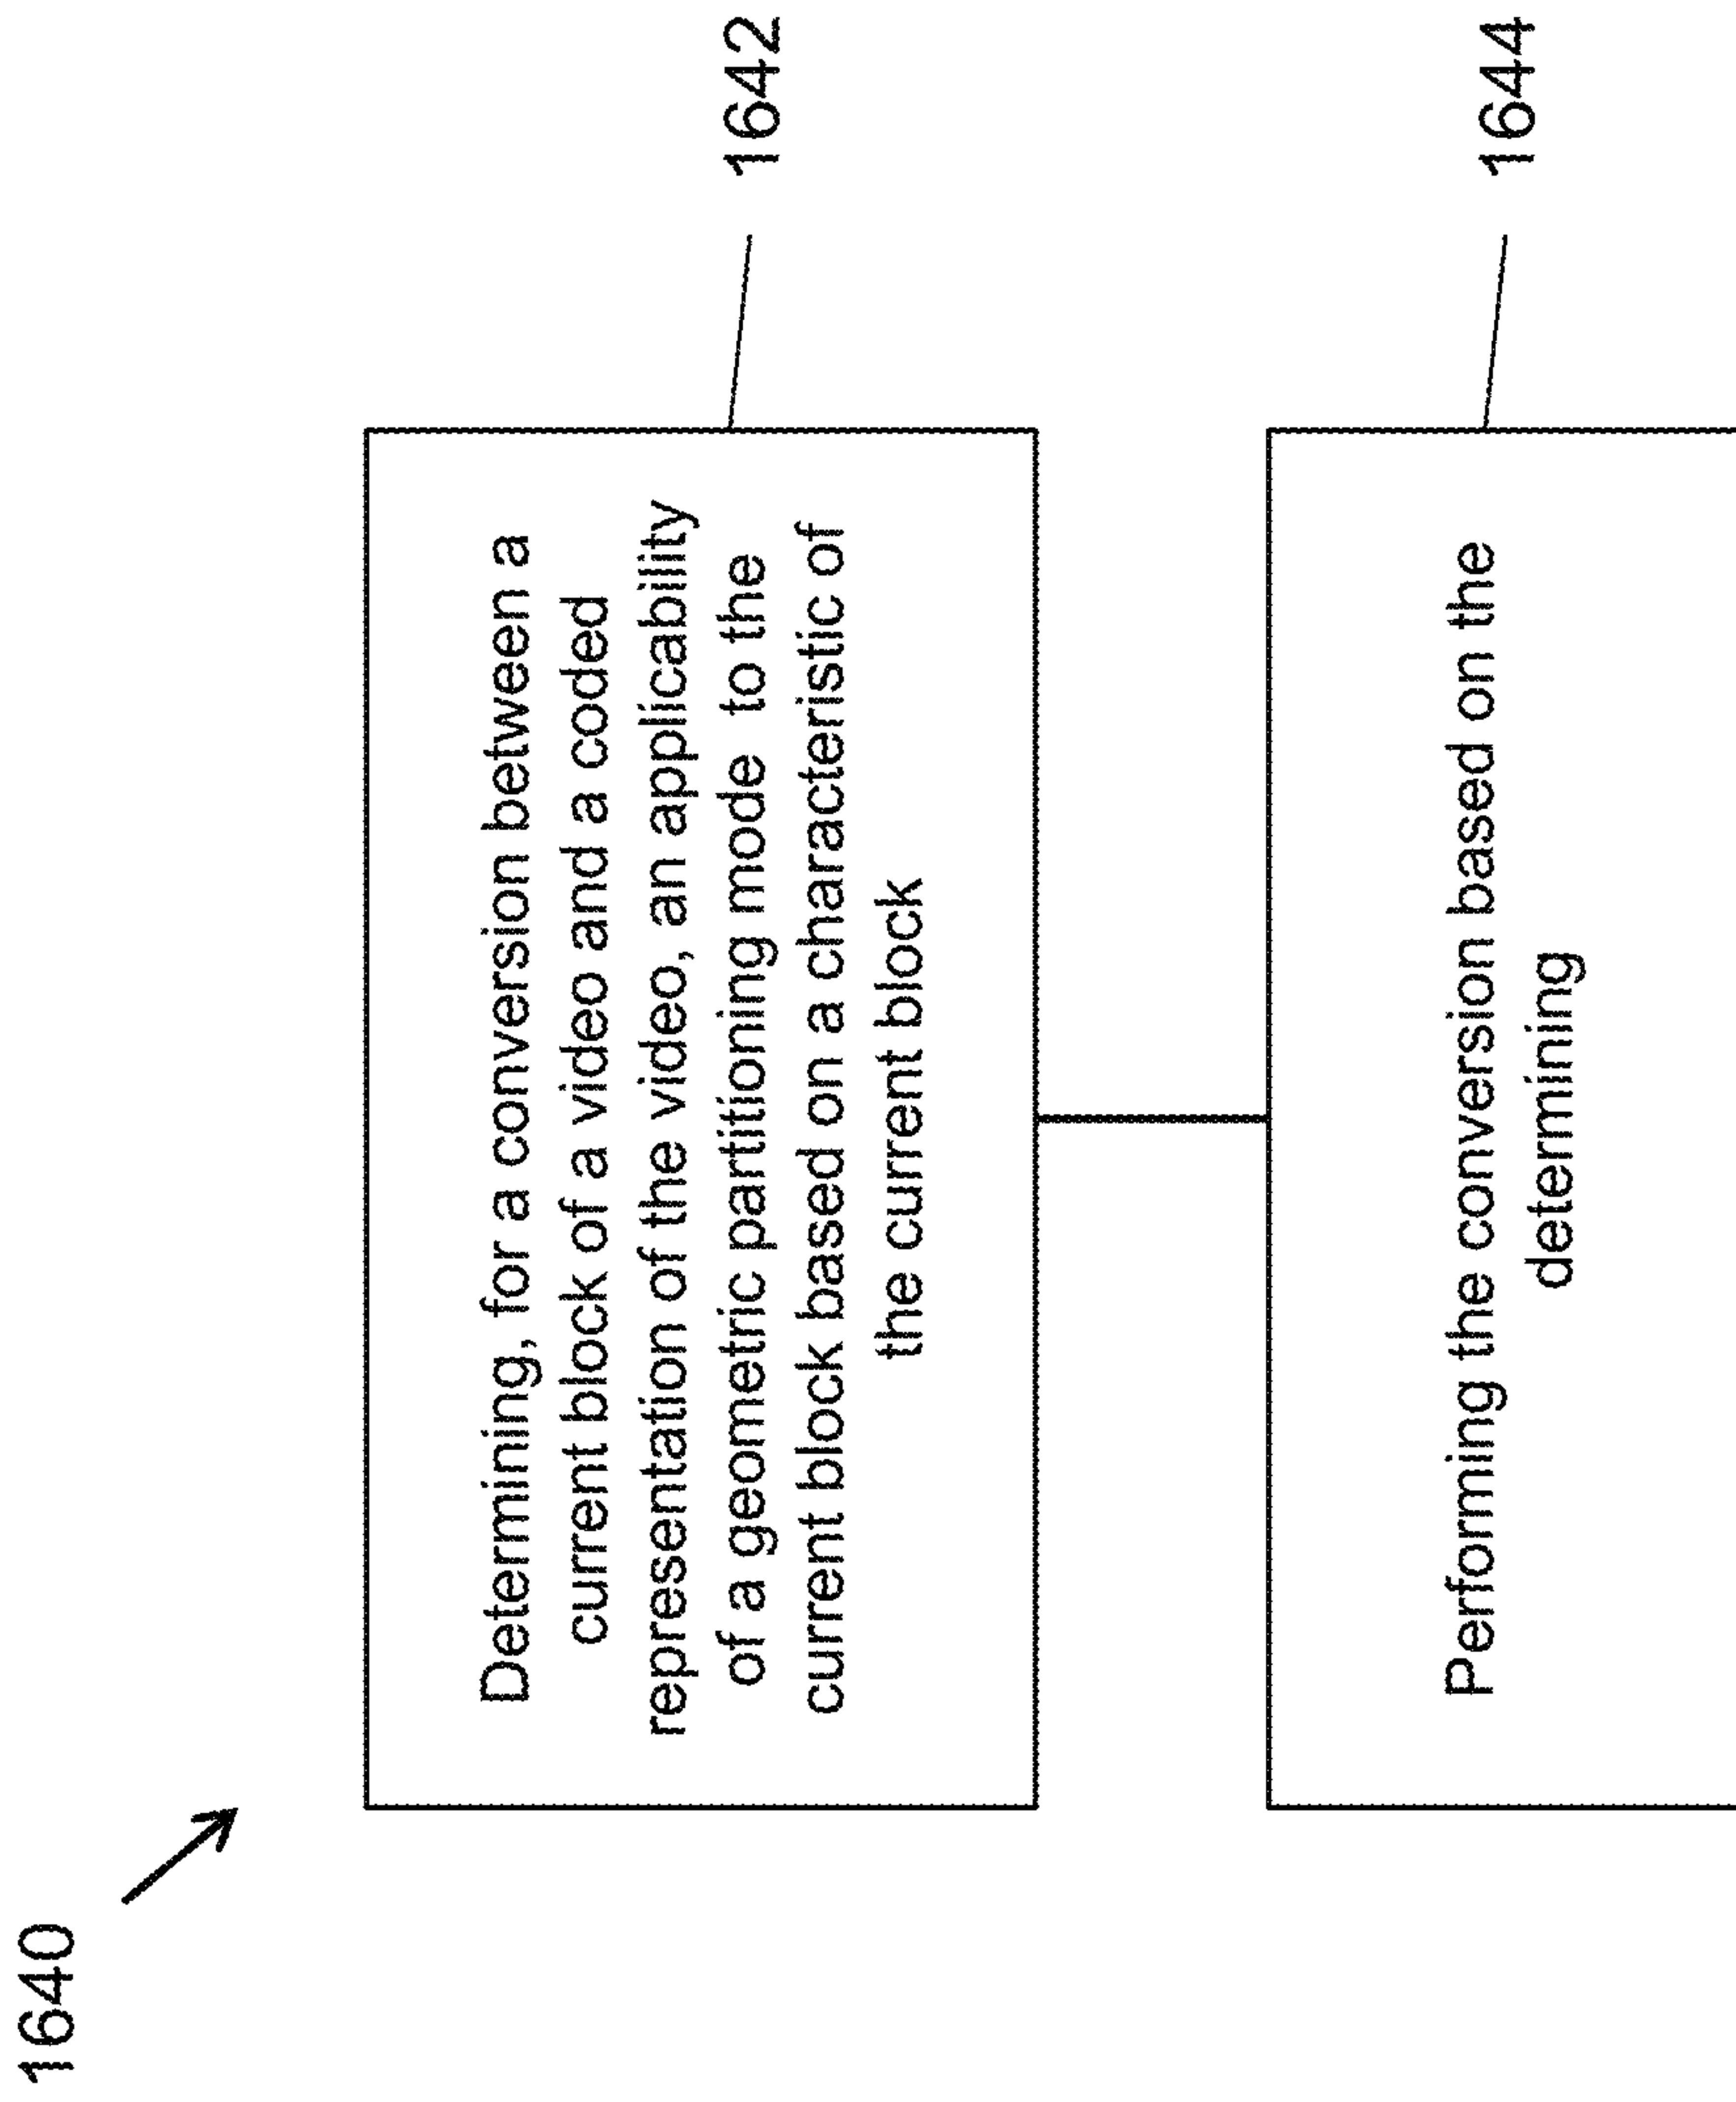 1640
Determining, for a conversion between a
current block of a video and a coded
representation of the video, an applicability
of a geometric partitioning mode to the
current block based on a characteristic of
the current block
1642
Performing the conversion based on the
determining
1644